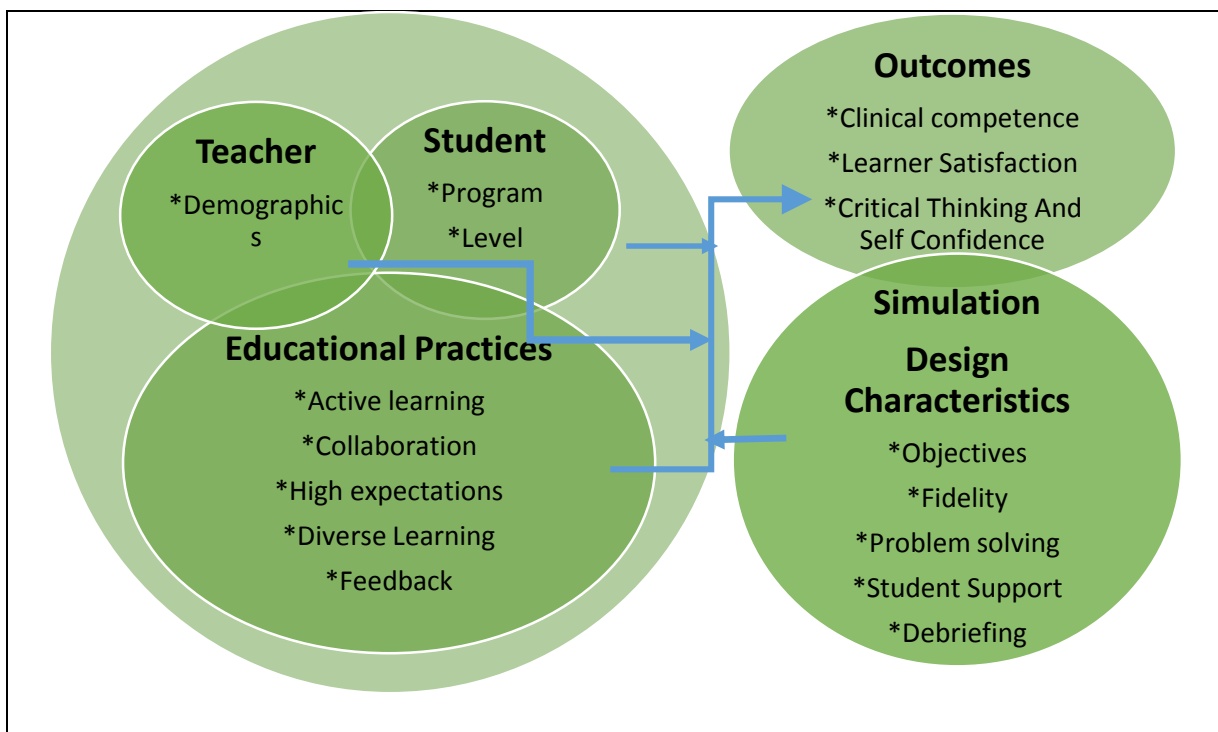 Teacher
*Demographic
s
Student
*Program
*Level
Educational Practices
*Active learning
*Collaboration
*High expectations
*Diverse Learning
*Feedback
Outcomes
*Clinical competence
*Learner Satisfaction
*Critical Thinking And
Self Confidence
Simulation
Design
Characteristics
*Objectives
*Fidelity
*Problem solving
*Student Support
*Debriefing